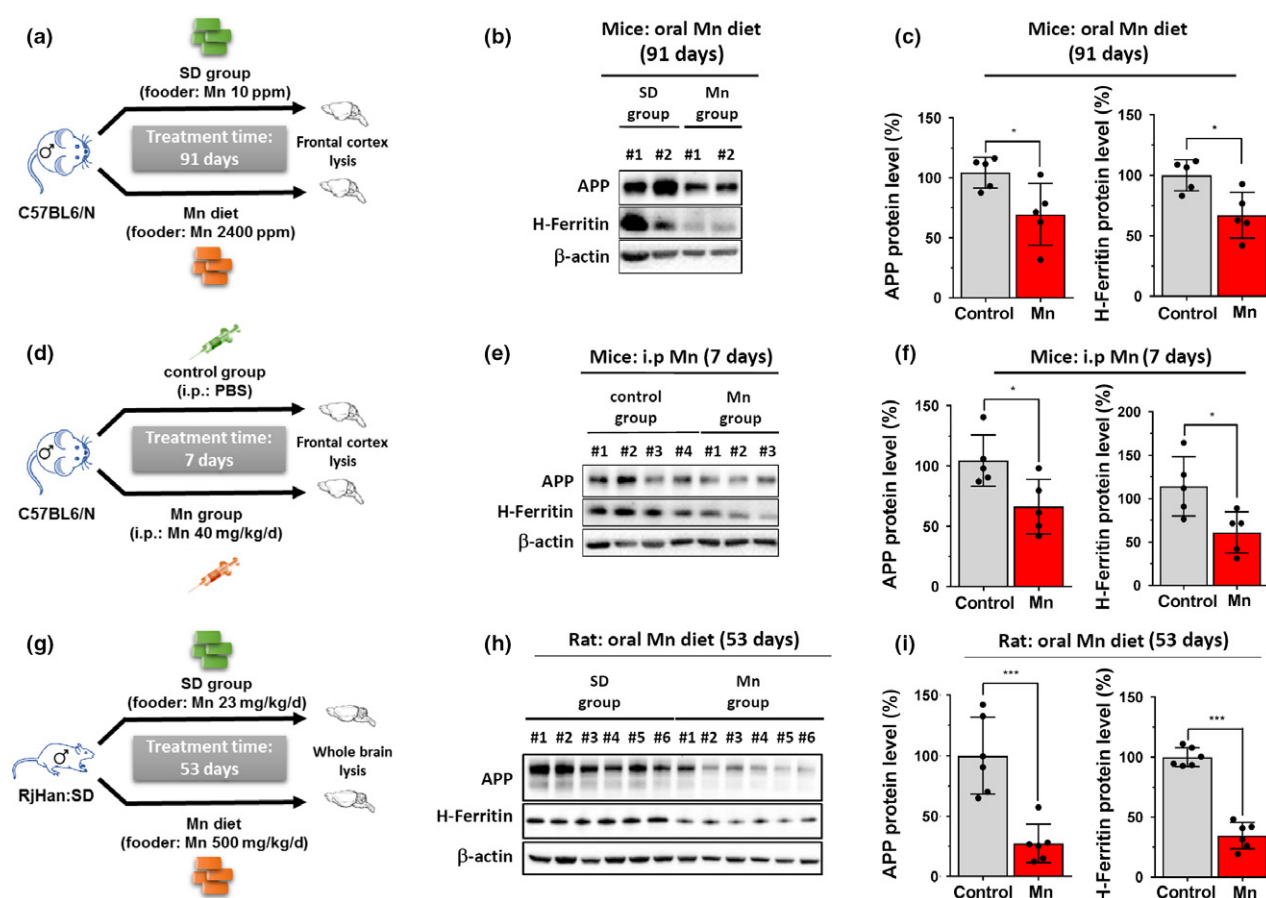 (a)
SD group
(fooder: Mn 10 ppm)
♂
Treatment time:
91 days
Frontal cortex
lysis
C57BL6/N
Mn diet
(fooder: Mn 2400 ppm)
(b)
Mice: oral Mn diet
(91 days)
SD Mn
group group
#1 #2 #1 #2
APP
H-Ferritin
β-actin
(c)
Mice: oral Mn diet
(91 days)
APP protein level (%)
150
100
50
0
*
Control Mn
H-Ferritin protein level (%)
150
100
50
0
*
Control Mn
(d)
control group
(i.p.: PBS)
♂
Treatment time:
7 days
Frontal cortex
lysis
C57BL6/N
Mn group
(i.p.: Mn 40 mg/kg/d)
(e)
Mice: i.p Mn (7 days)
control Mn
group group
#1 #2 #3 #4 #1 #2 #3
APP
H-Ferritin
β-actin
(f)
Mice: i.p Mn (7 days)
APP protein level (%)
150
100
50
0
*
Control Mn
H-Ferritin protein level (%)
200
150
100
50
0
*
Control Mn
(g)
SD group
(fooder: Mn 23 mg/kg/d)
♂
Treatment time:
53 days
Whole brain
lysis
RjHan:SD
Mn diet
(fooder: Mn 500 mg/kg/d)
(h)
Rat: oral Mn diet (53 days)
SD Mn
group group
#1 #2 #3 #4 #5 #6 #1 #2 #3 #4 #5 #6
APP
H-Ferritin
β-actin
(i)
Rat: oral Mn diet (53 days)
APP protein level (%)
150
100
50
25
0
***
Control Mn
H-Ferritin protein level (%)
150
100
50
25
0
***
Control Mn